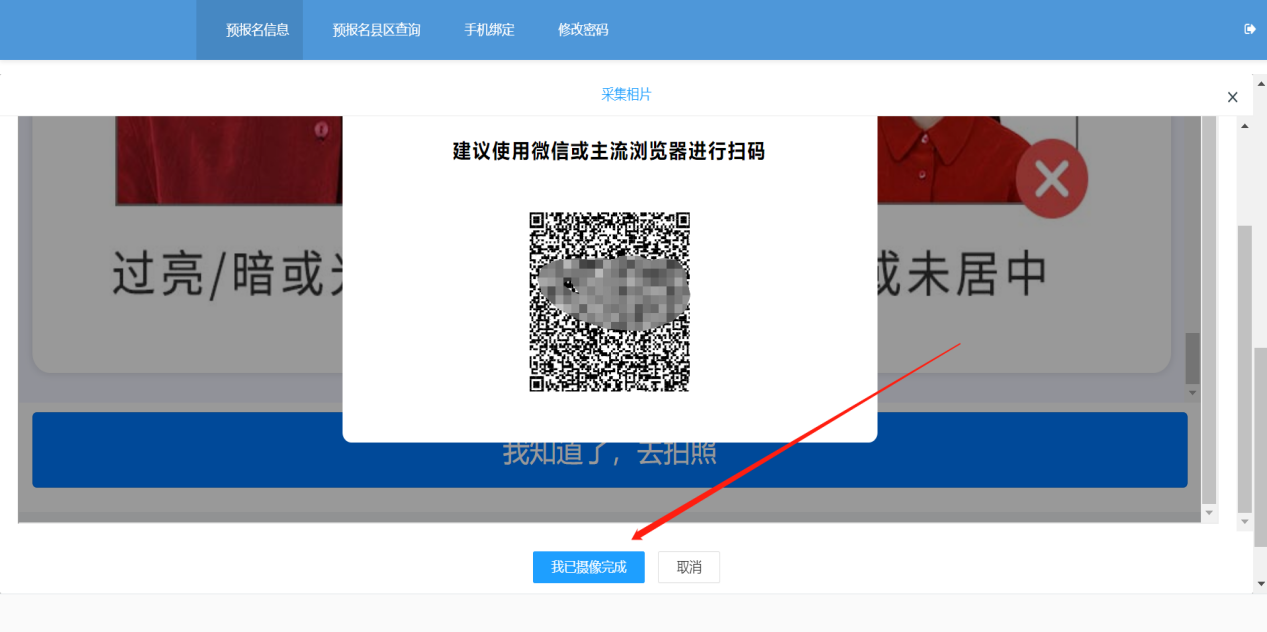 预报名信息 预报名县区查询 手机绑定 修改密码
采集相片
建议使用微信或主流浏览器进行扫码
过亮/暗或 或未居中
我知道了，去拍照
我已摄像完成 取消